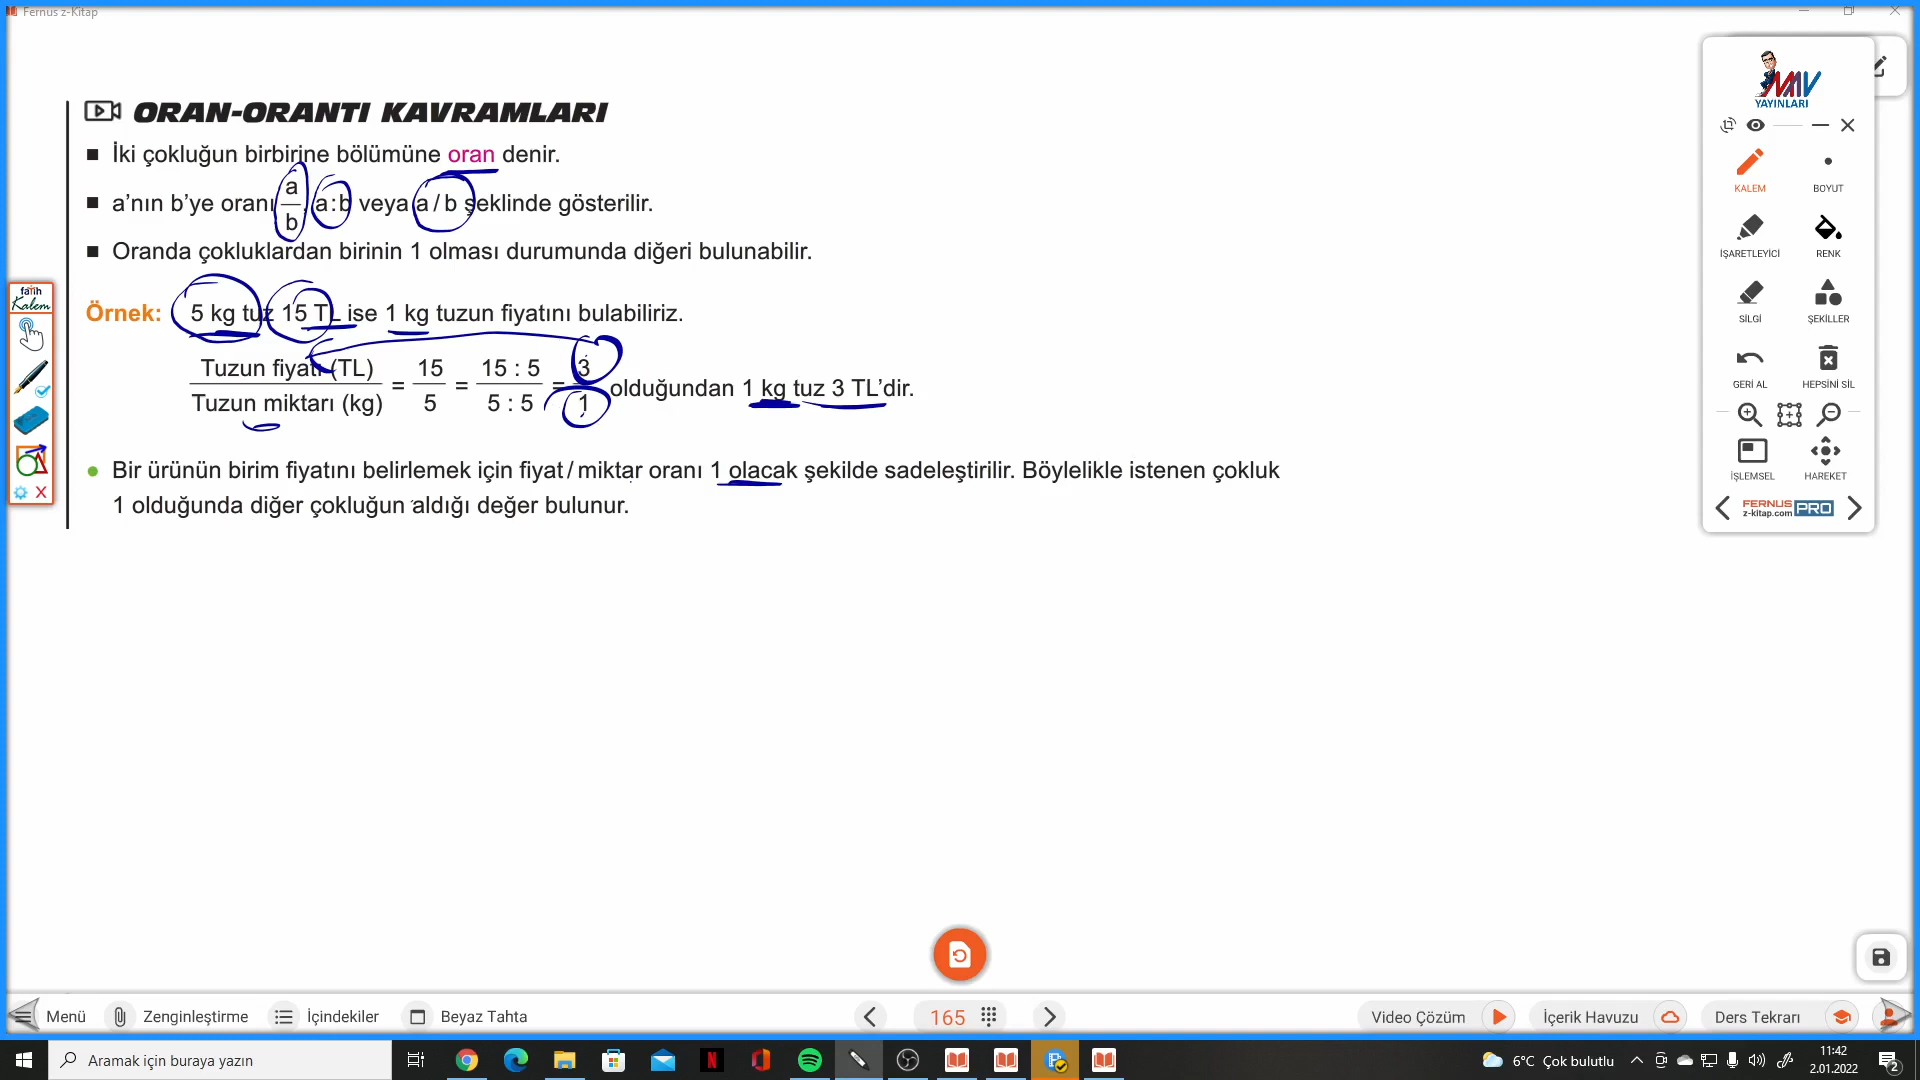 Fernus z-Kitap
ORAN-ORANTI KAVRAMLARI
■ İki çokluğun birbirine bölümüne oran denir.
■ a’nın b’ye oranı a/b, a:b veya a/b şeklinde gösterilir.
■ Oranda çokluklardan birinin 1 olması durumunda diğeri bulunabilir.
Örnek: 5 kg tuz 15 TL ise 1 kg tuzun fiyatını bulabiliriz.
Tuzun fiyatı (TL) / Tuzun miktarı (kg) = 15/5 = 15 : 5 / 5 : 5 = 3/1 olduğundan 1 kg tuz 3 TL’dir.
● Bir ürünün birim fiyatını belirlemek için fiyat/miktar oranı 1 olacak şekilde sadeleştirilir. Böylelikle istenen çokluk
1 olduğunda diğer çokluğun aldığı değer bulunur.
fatih
Kalem
MAV
YAYINLARI
KALEM BOYUT
İŞARETLEYİCİ RENK
SİLGİ ŞEKİLLER
GERİ AL HEPSİNİ SİL
İŞLEMSEL HAREKET
FERNUS
z-kitap.com PRO
Menü Zenginleştirme İçindekiler Beyaz Tahta 165 Video Çözüm İçerik Havuzu Ders Tekrarı
Aramak için buraya yazın
6°C Çok bulutlu
11:42
2.01.2022
2